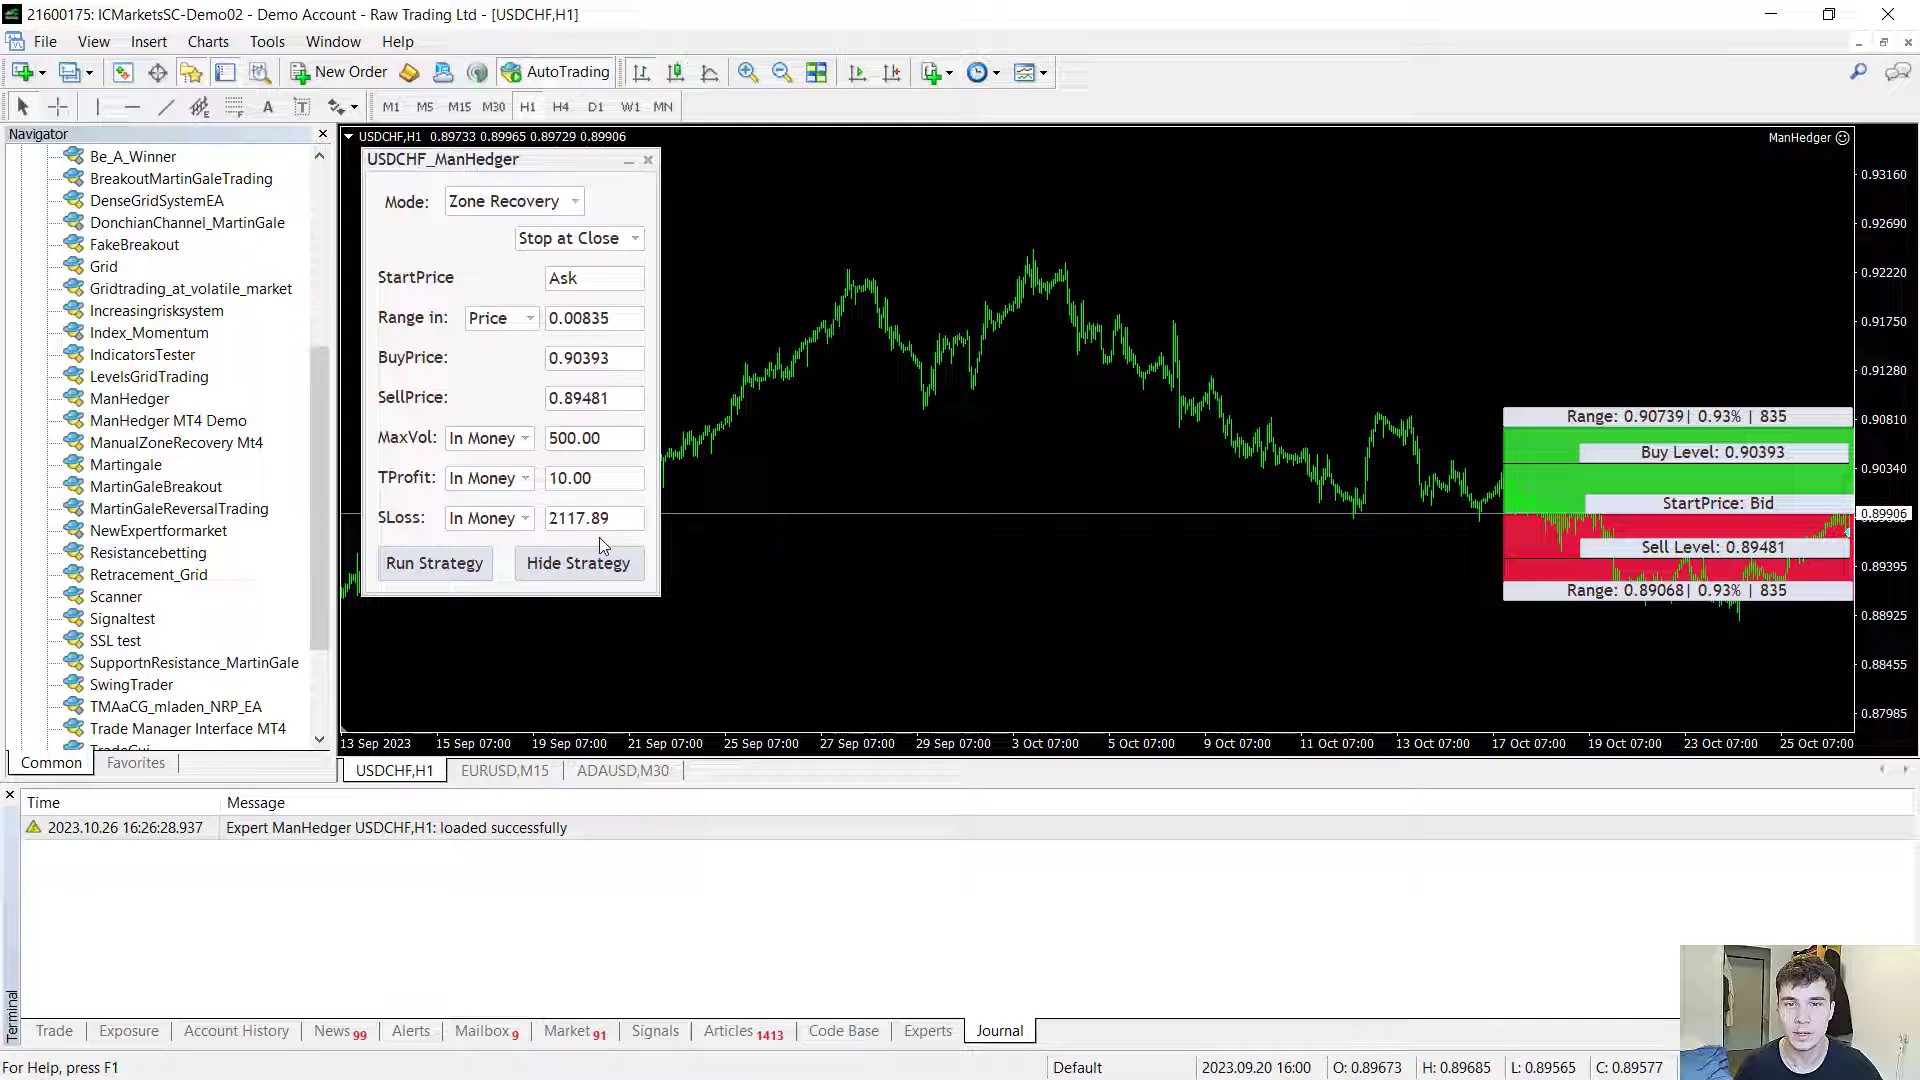 21600175: ICMarketsSC-Demo02 - Demo Account - Raw Trading Ltd - [USDCHF,H1]
File View Insert Charts Tools Window Help
New Order AutoTrading
A T M1 M5 M15 M30 H1 H4 D1 W1 MN
Navigator
Be_A_Winner
BreakoutMartinGaleTrading
DenseGridSystemEA
DonchianChannel_MartinGale
FakeBreakout
Grid
Gridtrading_at_volatile_market
Increasingrisksystem
Index_Momentum
IndicatorsTester
LevelsGridTrading
ManHedger
ManHedger MT4 Demo
ManualZoneRecovery Mt4
Martingale
MartinGaleBreakout
MartinGaleReversalTrading
NewExpertformarket
Resistancebetting
Retracement_Grid
Scanner
Signaltest
SSL test
SupportnResistance_MartinGale
SwingTrader
TMAaCG_mladen_NRP_EA
Trade Manager Interface MT4
Common Favorites
USDCHF,H1 0.89733 0.89965 0.89729 0.89906
ManHedger
USDCHF_ManHedger
Mode: Zone Recovery
Stop at Close
StartPrice Ask
Range in: Price 0.00835
BuyPrice: 0.90393
SellPrice: 0.89481
MaxVol: In Money 500.00
TProfit: In Money 10.00
SLoss: In Money 2117.89
Run Strategy Hide Strategy
Range: 0.90739| 0.93% | 835
Buy Level: 0.90393
StartPrice: Bid
Sell Level: 0.89481
Range: 0.89068| 0.93% | 835
0.93160
0.92690
0.92220
0.91750
0.91280
0.90810
0.90340
0.89906
0.89395
0.88925
0.88455
0.87985
13 Sep 2023 15 Sep 07:00 19 Sep 07:00 21 Sep 07:00 25 Sep 07:00 27 Sep 07:00 29 Sep 07:00 3 Oct 07:00 5 Oct 07:00 9 Oct 07:00 11 Oct 07:00 13 Oct 07:00 17 Oct 07:00 19 Oct 07:00 23 Oct 07:00 25 Oct 07:00
USDCHF,H1 EURUSD,M15 ADAUSD,M30
Time Message
2023.10.26 16:26:28.937 Expert ManHedger USDCHF,H1: loaded successfully
Terminal
Trade Exposure Account History News 99 Alerts Mailbox 9 Market 91 Signals Articles 1413 Code Base Experts Journal
For Help, press F1 Default 2023.09.20 16:00 O: 0.89673 H: 0.89685 L: 0.89565 C: 0.89577